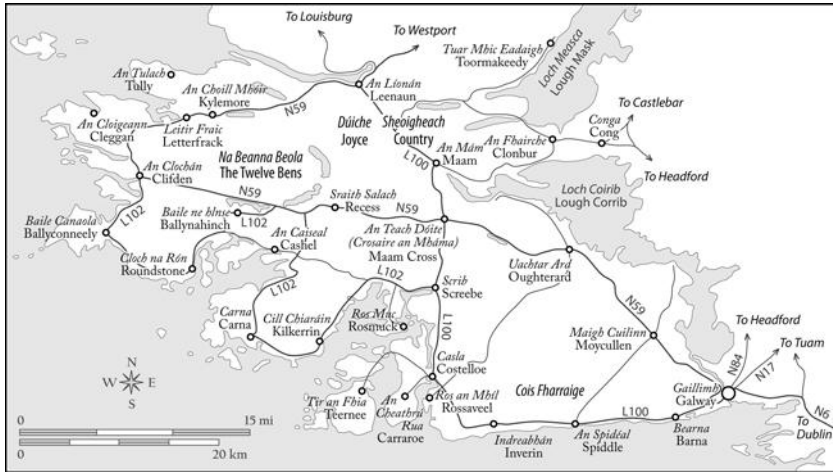 To Louisburg
To Westport
Tuar Mhic Eadaigh
Toormakeedy
Loch Measca
Lough Mask
An Tulach
Tully
An Choill Mhóir
Kylemore
An Líonán
Leenaun
N59
To Castlebar
An Cloigeann
Cleggan
Leitir Fraic
Letterfrack
Dúiche
Joyce
Sheoigheach
Country
Conga
Cong
An Fhairche
Clonbur
An Mám
Maam
L100
To Headford
Na Beanna Beola
The Twelve Bens
An Clochán
Clifden
N59
Sraith Salach
Recess
N59
Loch Coirib
Lough Corrib
L102
Baile Canaola
Ballyconneely
Baile ne hInse
Ballynahinch
L102
An Caiseal
Cashel
An Teach Dóite
(Crosaire an Mháma)
Maam Cross
Uachtar Ard
Oughterard
Cloch na Rón
Roundstone
L102
L102
Scrib
Screebe
N59
Carna
Carna
Cill Chiaráin
Kilkerrin
Ros Muc
Rosmuck
L100
Maigh Cuilinn
Moycullen
To Headford
To Tuam
N84
N17
N
W E
S
Casla
Costelloe
Cois Fharraige
Gaillimh
Galway
Tír an Fhia
Teernee
An
Cheathrú
Rua
Carraroe
Ros an Mhíl
Rossaveel
L100
N6
0 15 mi
0 20 km
Indreabhán
Inverin
An Spidéal
Spiddle
Bearna
Barna
To
Dublin